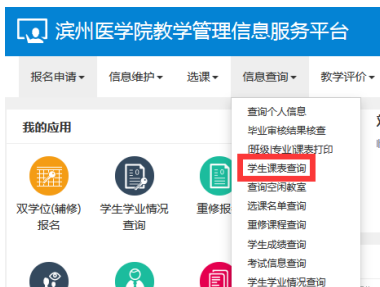 滨州医学院教学管理信息服务平台
报名申请 信息维护 选课 信息查询 教学评价
我的应用
查询个人信息
毕业审核结果核查
班级|专业|课表打印
学生课表查询
查询空闲教室
选课名单查询
重修课程查询
学生成绩查询
考试信息查询
学生学业情况查询
双学位(辅修)
报名
学生学业情况
查询
重修报